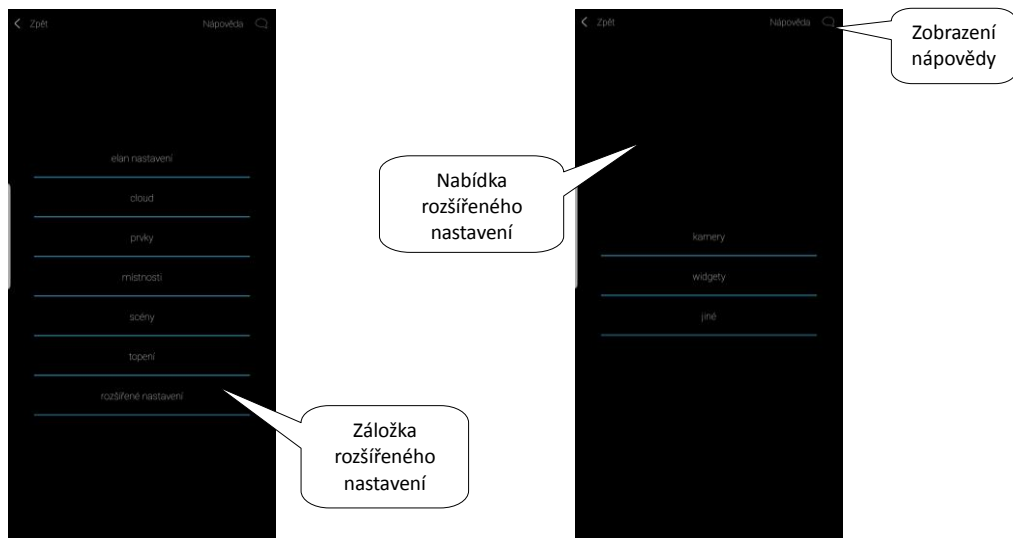 Zpět
Nápověda
elan nastavení
cloud
prvky
místnosti
scény
topení
rozšířené nastavení
Záložka
rozšířeného
nastavení
Zpět
Nápověda
Zobrazení
nápovědy
Nabídka
rozšířeného
nastavení
kamery
widgety
jiné